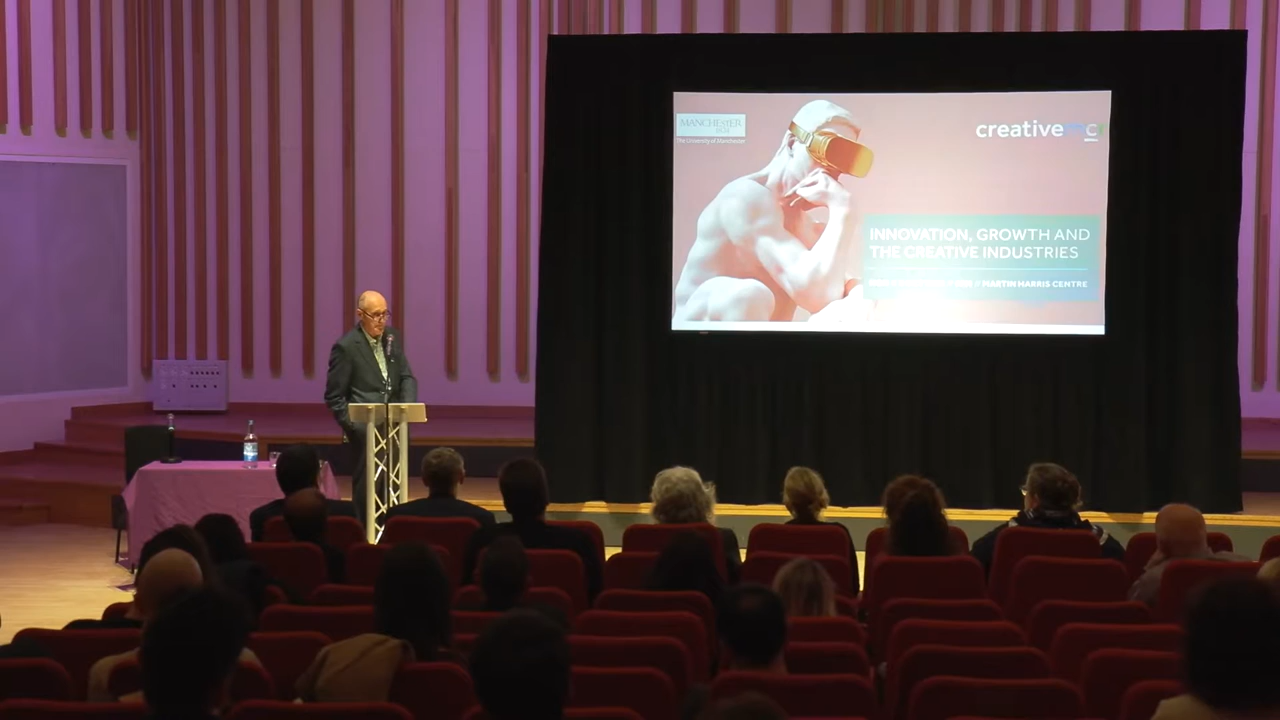 MANCHESTER
1824
The University of Manchester
creative
INNOVATION, GROWTH AND
THE CREATIVE INDUSTRIES
// MARTIN HARRIS CENTRE